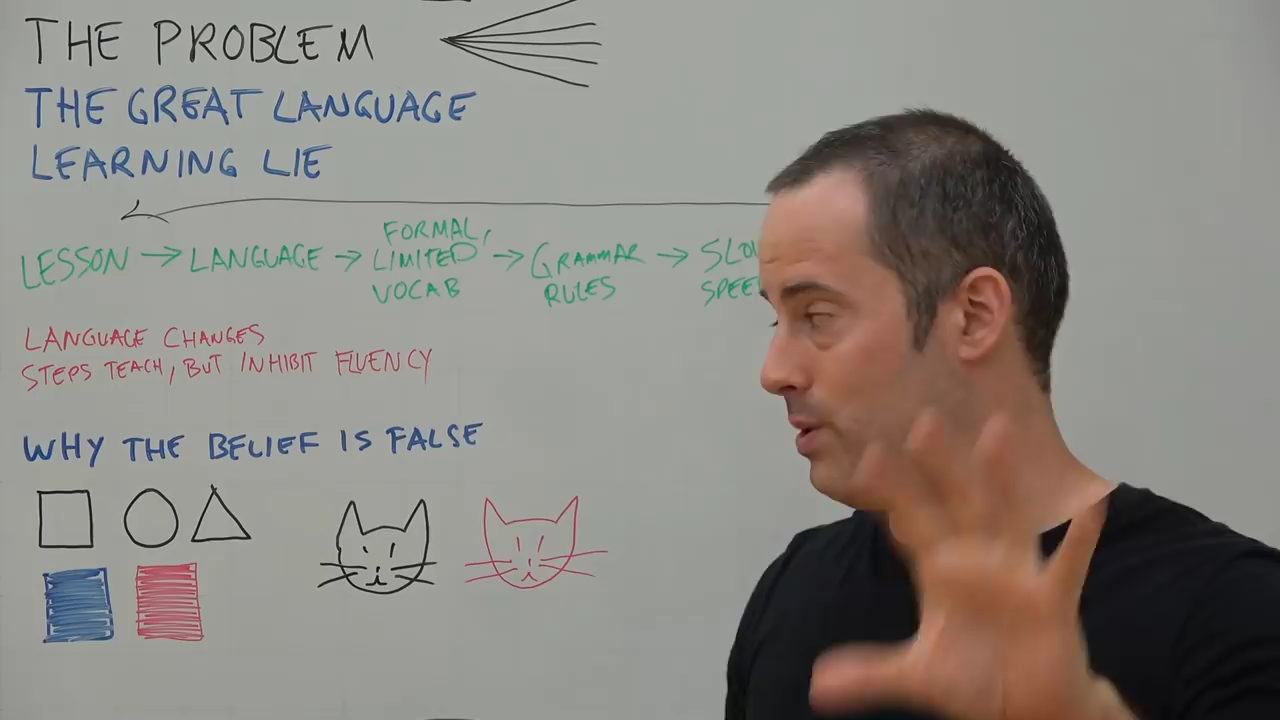 THE PROBLEM
THE GREAT LANGUAGE
LEARNING LIE
LESSON → LANGUAGE → FORMAL, LIMITED VOCAB → GRAMMAR RULES →
LANGUAGE CHANGES
STEPS TEACH, BUT INHIBIT FLUENCY
WHY THE BELIEF IS FALSE